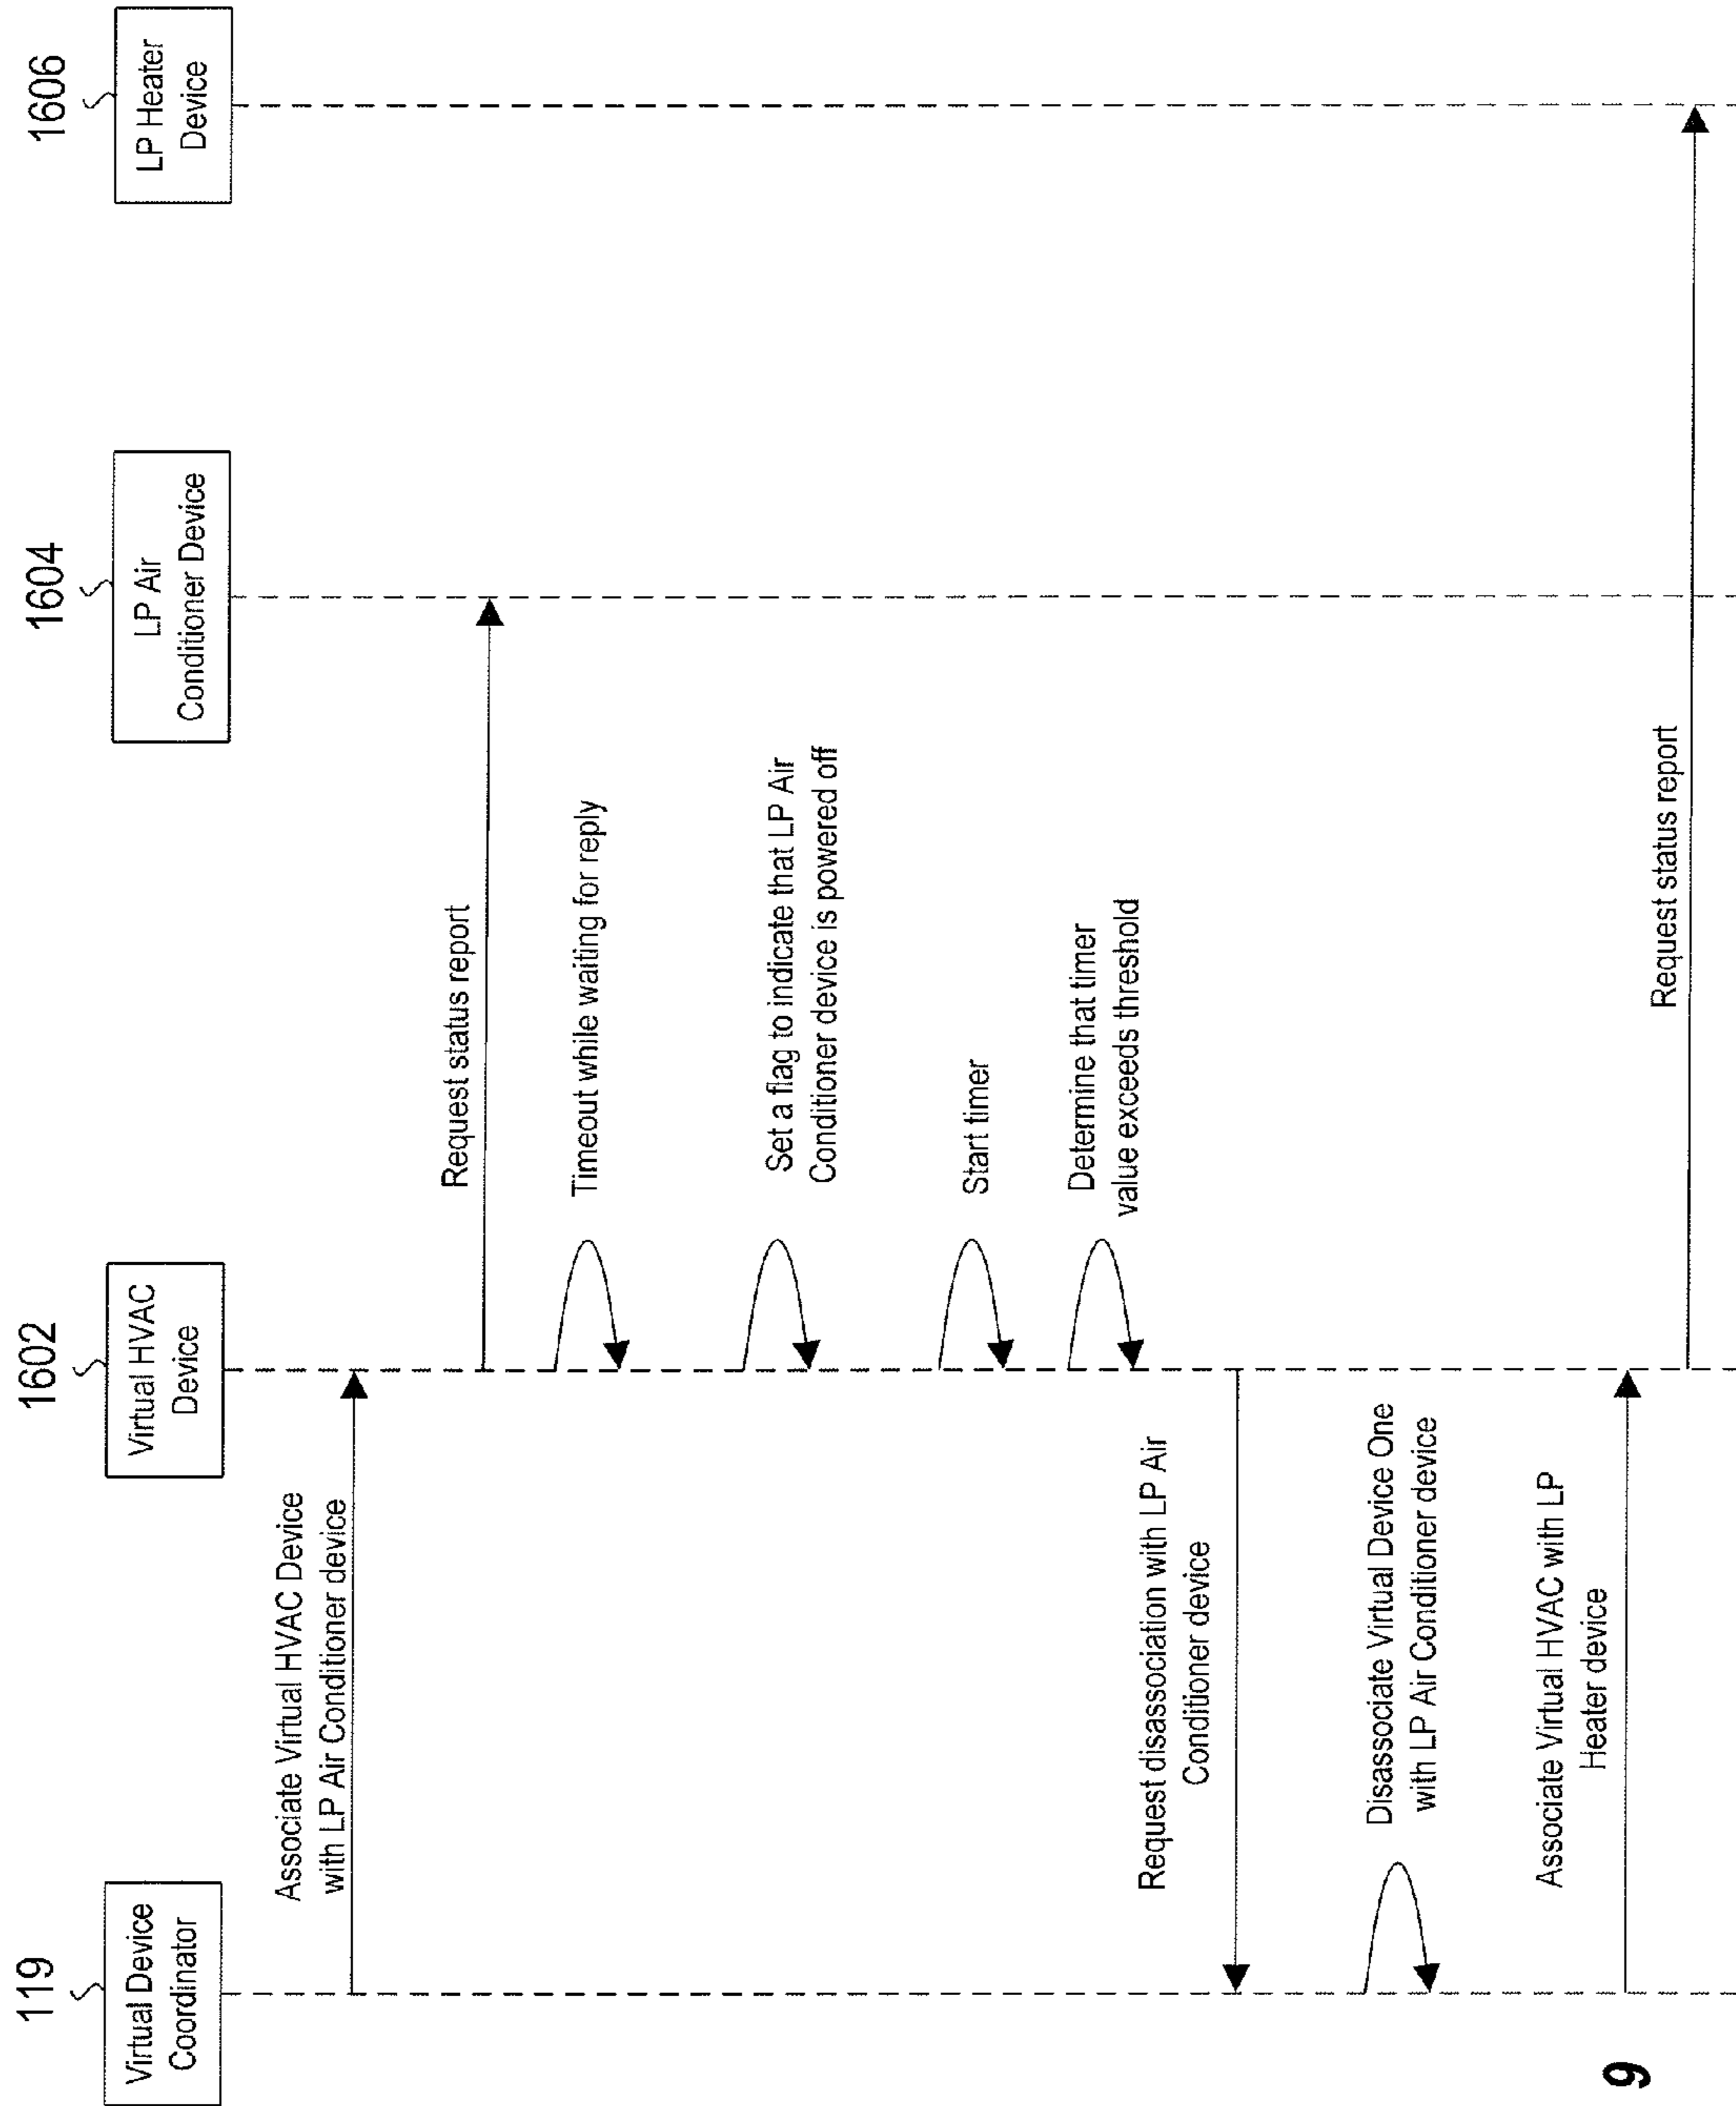 119
Virtual Device
Coordinator
1602
Virtual HVAC
Device
1604
LP Air
Conditioner Device
1606
LP Heater
Device
Associate Virtual HVAC Device
with LP Air Conditioner device
Request status report
Timeout while waiting for reply
Set a flag to indicate that LP Air
Conditioner device is powered off
Start timer
Determine that timer
value exceeds threshold
Request disassociation with LP Air
Conditioner device
Disassociate Virtual Device One
with LP Air Conditioner device
Associate Virtual HVAC with LP
Heater device
Request status report
9